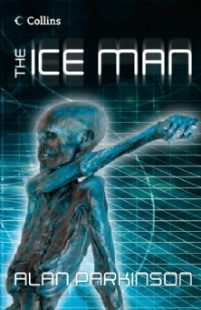 Collins
THE ICE MAN
ALAN PARKINSON